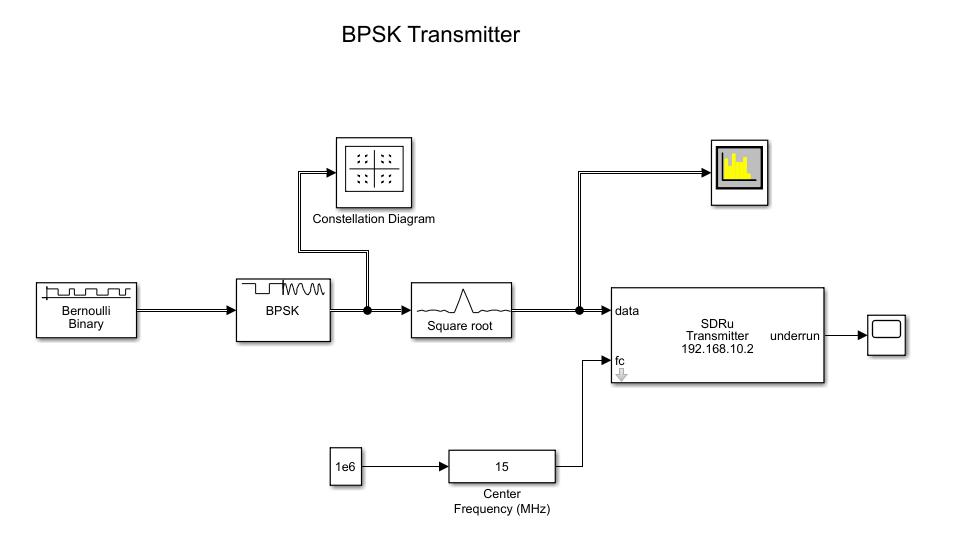 BPSK Transmitter
Constellation Diagram
Bernoulli
Binary
BPSK
Square root
data
fc
SDRu
Transmitter
192.168.10.2
underrun
1e6
15
Center
Frequency (MHz)